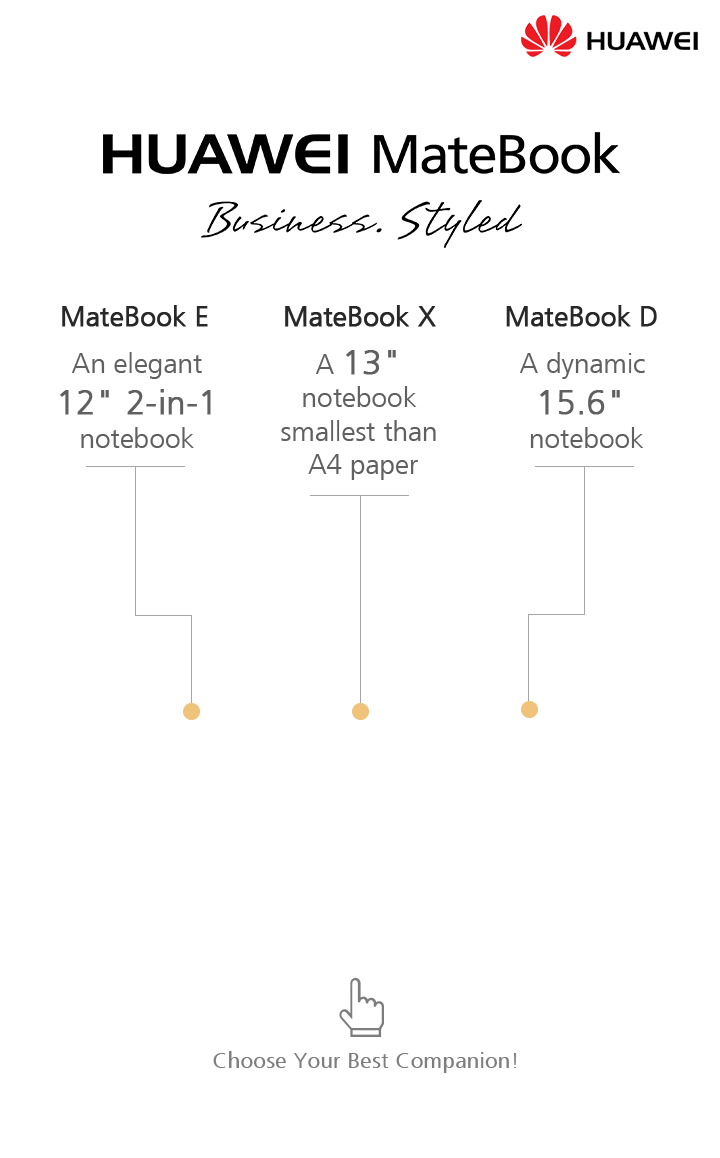 HUAWEI
HUAWEI MateBook
Business. Styled
MateBook E
An elegant
12" 2-in-1
notebook
MateBook X
A 13"
notebook
smallest than
A4 paper
MateBook D
A dynamic
15.6"
notebook
Choose Your Best Companion!